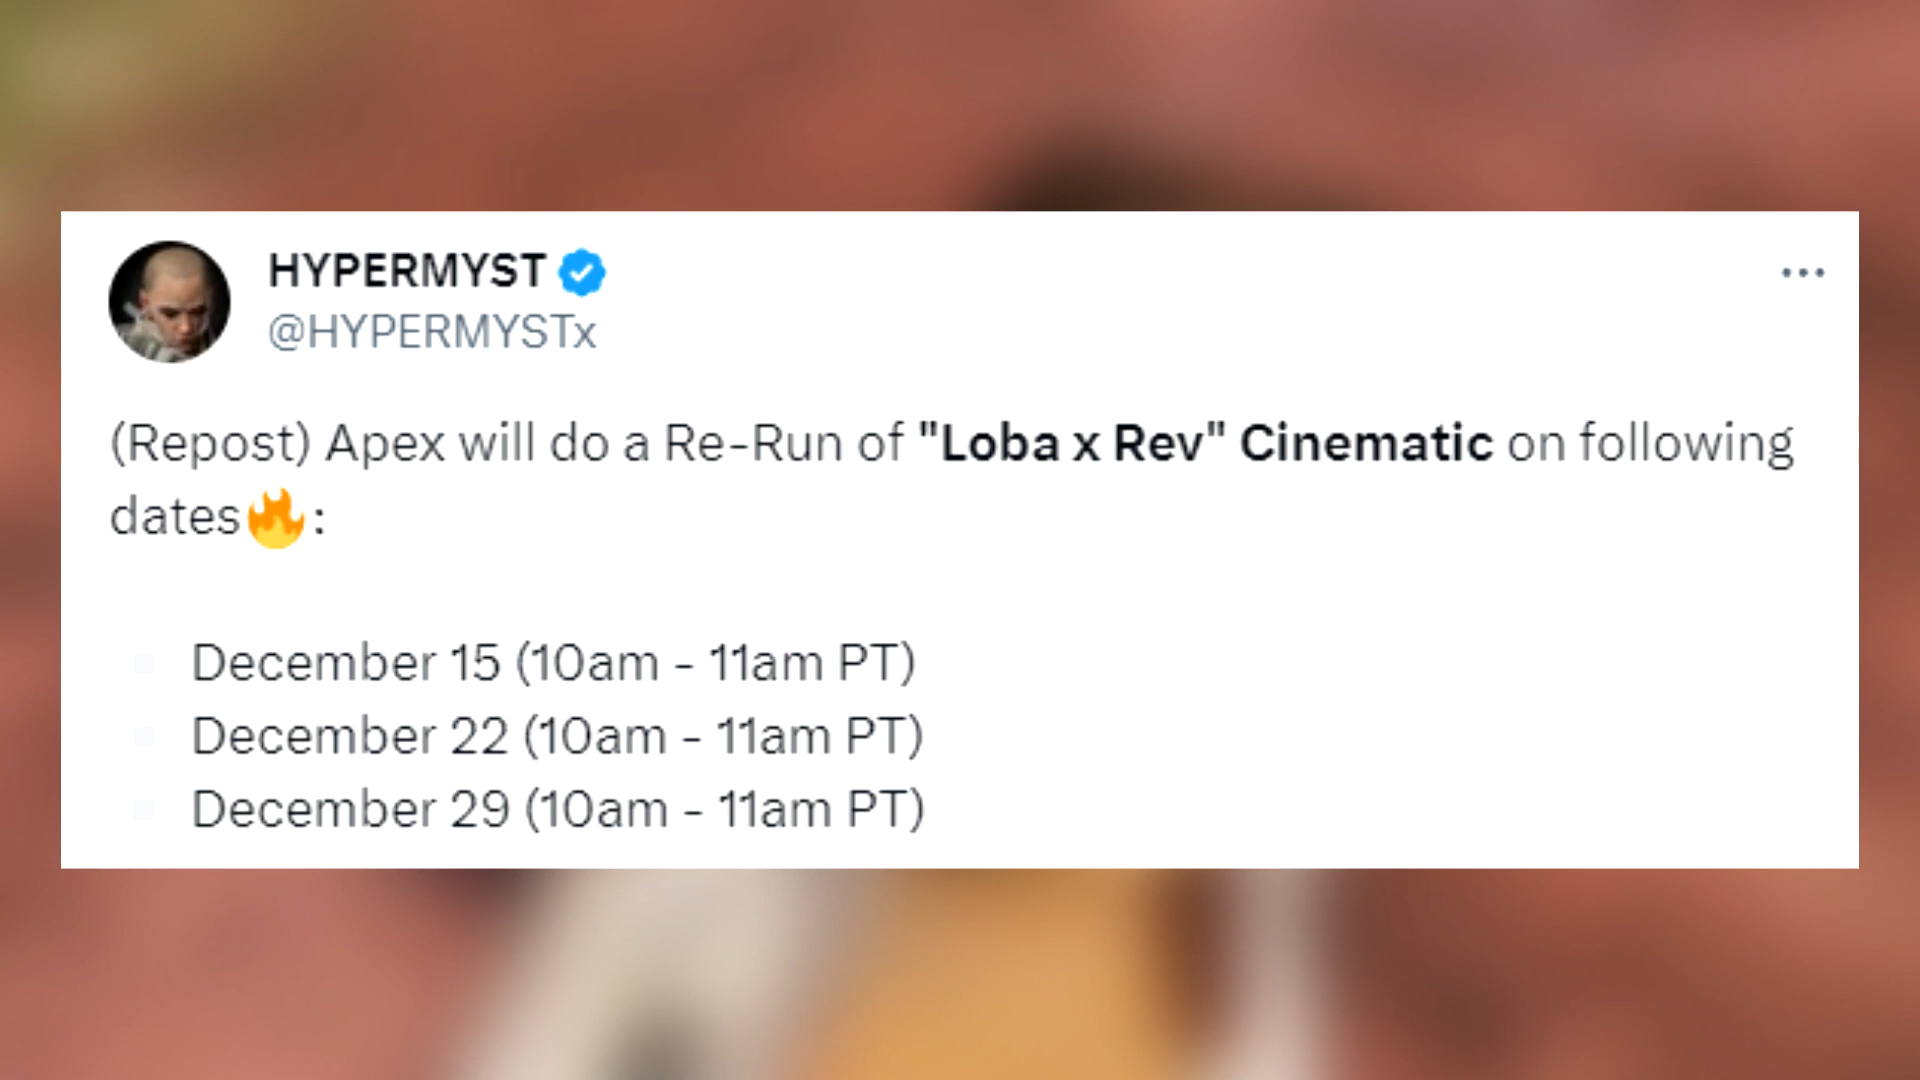 HYPERMYST
@HYPERMYSTx
(Repost) Apex will do a Re-Run of "Loba x Rev" Cinematic on following
dates🔥:
December 15 (10am - 11am PT)
December 22 (10am - 11am PT)
December 29 (10am - 11am PT)